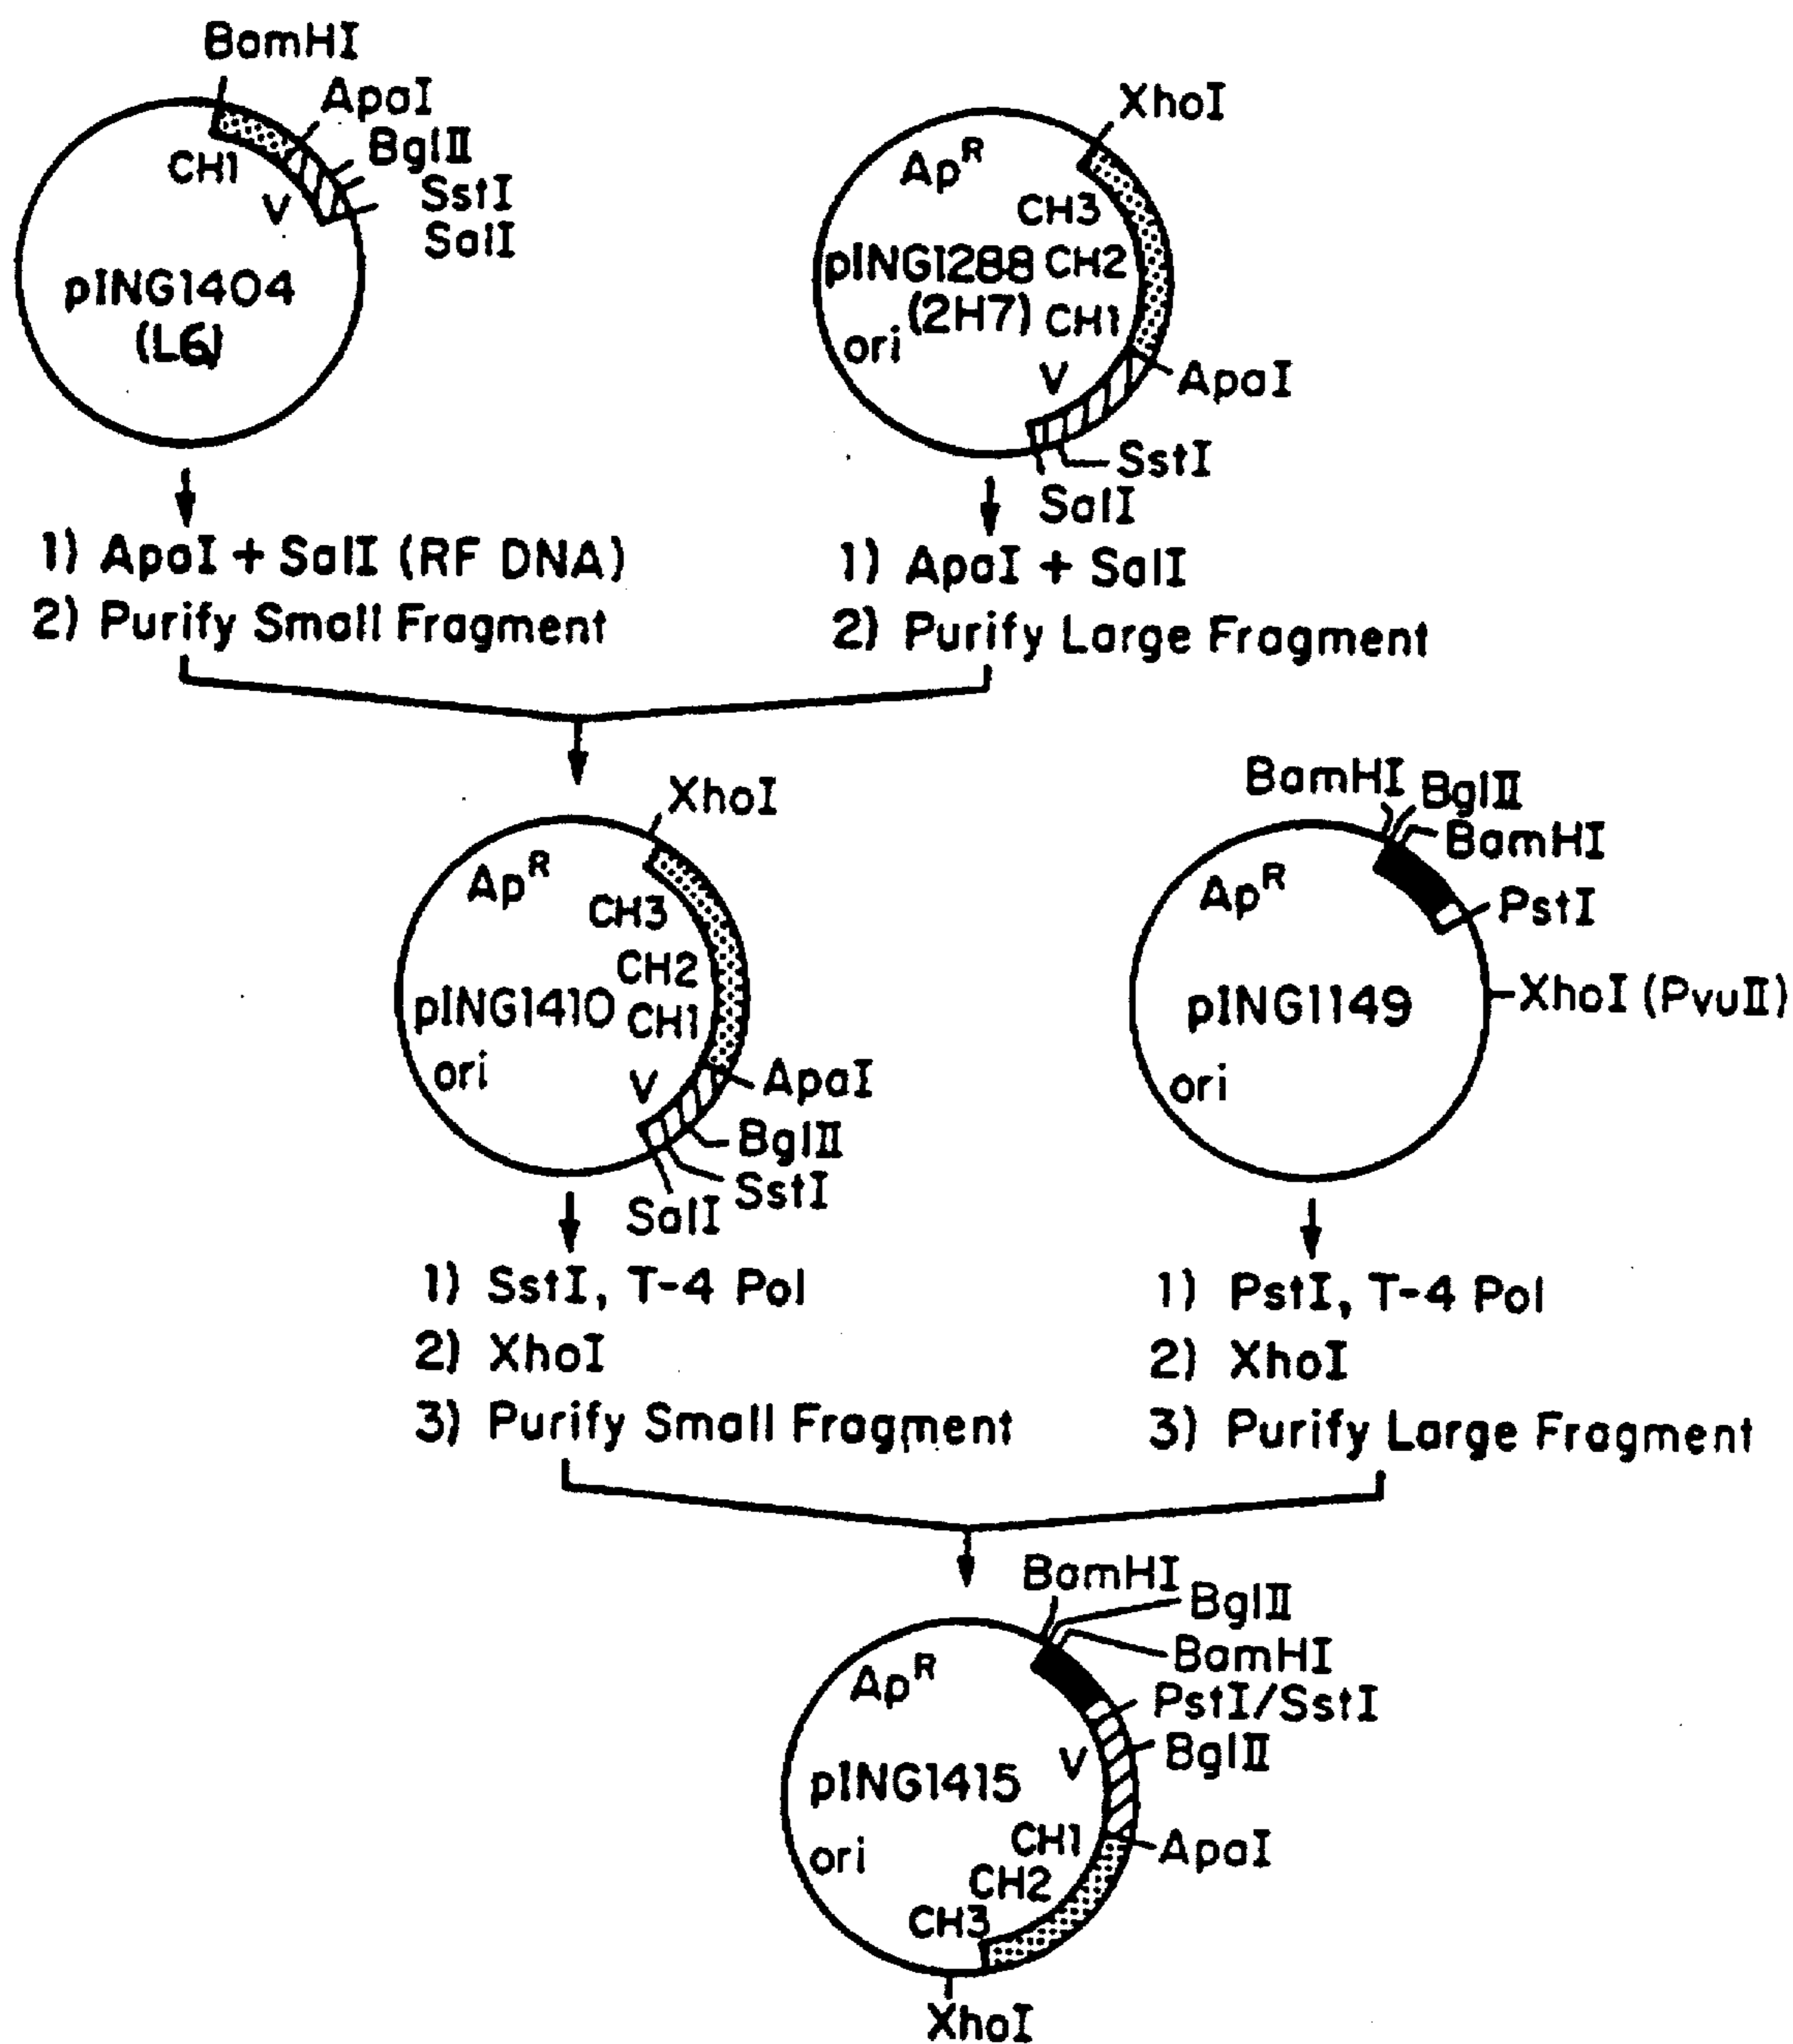 BamHI
ApaI
BglII
SstI
SalI
CH1
V
pING1404
(L6)
1) ApaI + SalI (RF DNA)
2) Purify Small Fragment
XhoI
Ap^R
CH3
pING1288 CH2
(2H7) CH1
ori
V
ApaI
SstI
SalI
1) ApaI + SalI
2) Purify Large Fragment
XhoI
Ap^R
CH3
CH2
pING1410 CH1
ori
V
ApaI
BglII
SstI
SalI
1) SstI, T-4 Pol
2) XhoI
3) Purify Small Fragment
BamHI BglII
BamHI
Ap^R
PstI
XhoI (PvuII)
pING1149
ori
1) PstI, T-4 Pol
2) XhoI
3) Purify Large Fragment
BamHI
BglII
BamHI
Ap^R
PstI/SstI
V
BglII
pING1415
CH1
ApaI
ori
CH2
CH3
XhoI